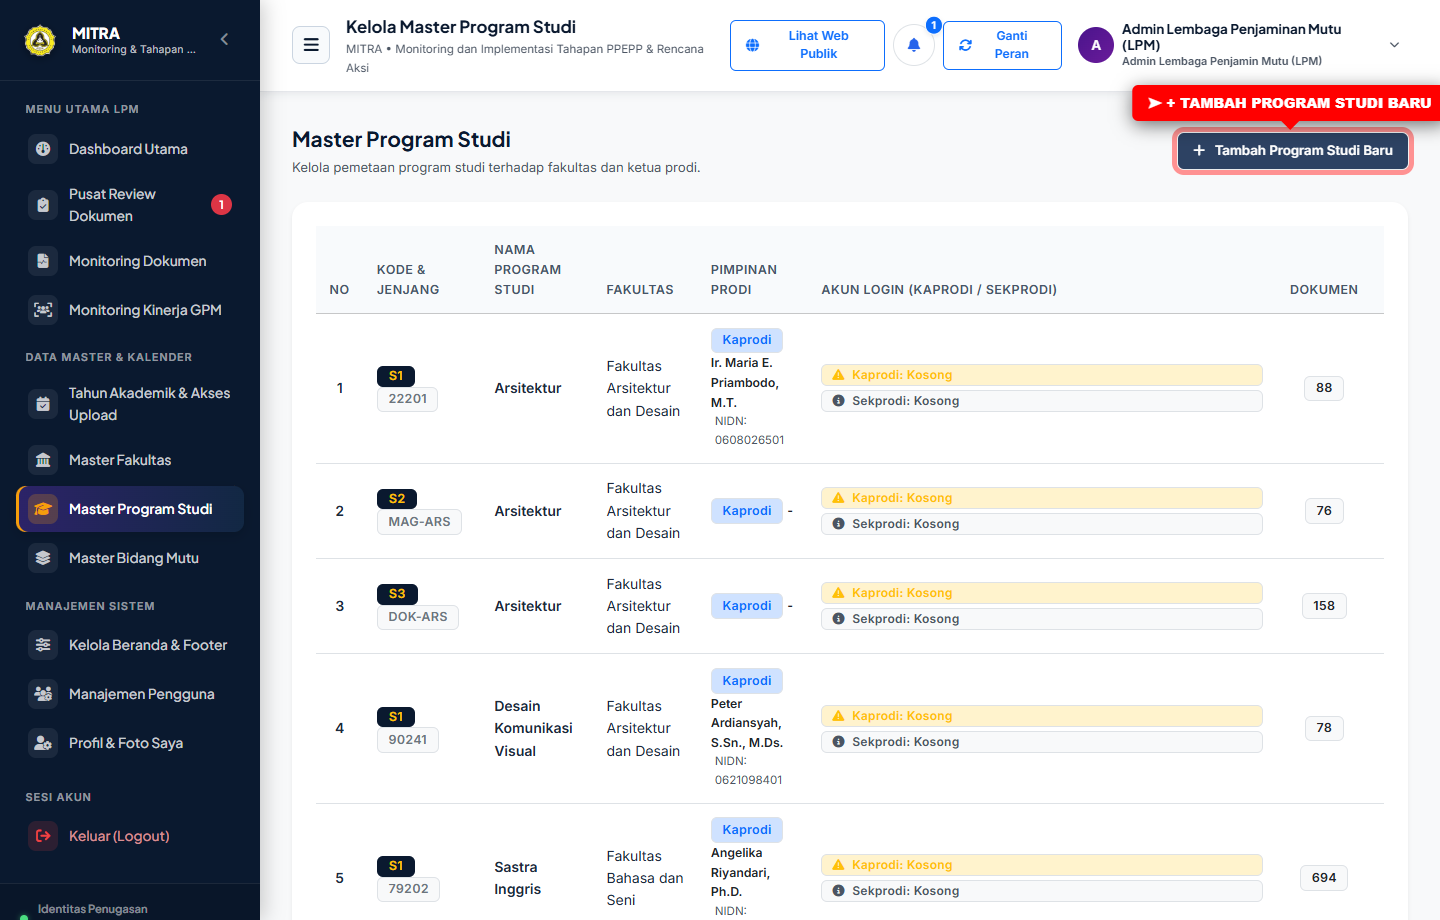 MITRA
Monitoring & Tahapan ...
MENU UTAMA LPM
Dashboard Utama
Pusat Review
Dokumen
1
Monitoring Dokumen
Monitoring Kinerja GPM
DATA MASTER & KALENDER
Tahun Akademik & Akses
Upload
Master Fakultas
Master Program Studi
Master Bidang Mutu
MANAJEMEN SISTEM
Kelola Beranda & Footer
Manajemen Pengguna
Profil & Foto Saya
SESI AKUN
Keluar (Logout)
Identitas Penugasan
Kelola Master Program Studi
MITRA • Monitoring dan Implementasi Tahapan PPEPP & Rencana
Aksi
Lihat Web
Publik
1
Ganti
Peran
A
Admin Lembaga Penjaminan Mutu
(LPM)
Admin Lembaga Penjamin Mutu (LPM)
➤ + TAMBAH PROGRAM STUDI BARU
Master Program Studi
Kelola pemetaan program studi terhadap fakultas dan ketua prodi.
+ Tambah Program Studi Baru
NO
KODE &
JENJANG
NAMA
PROGRAM
STUDI
FAKULTAS
PIMPINAN
PRODI
AKUN LOGIN (KAPRODI / SEKPRODI)
DOKUMEN
1
S1
22201
Arsitektur
Fakultas
Arsitektur
dan Desain
Kaprodi
Ir. Maria E.
Priambodo,
M.T.
NIDN:
0608026501
Kaprodi: Kosong
Sekprodi: Kosong
88
2
S2
MAG-ARS
Arsitektur
Fakultas
Arsitektur
dan Desain
Kaprodi -
Kaprodi: Kosong
Sekprodi: Kosong
76
3
S3
DOK-ARS
Arsitektur
Fakultas
Arsitektur
dan Desain
Kaprodi -
Kaprodi: Kosong
Sekprodi: Kosong
158
4
S1
90241
Desain
Komunikasi
Visual
Fakultas
Arsitektur
dan Desain
Kaprodi
Peter
Ardiansyah,
S.Sn., M.Ds.
NIDN:
0621098401
Kaprodi: Kosong
Sekprodi: Kosong
78
5
S1
79202
Sastra
Inggris
Fakultas
Bahasa dan
Seni
Kaprodi
Angelika
Riyandari,
Ph.D.
NIDN:
Kaprodi: Kosong
Sekprodi: Kosong
694